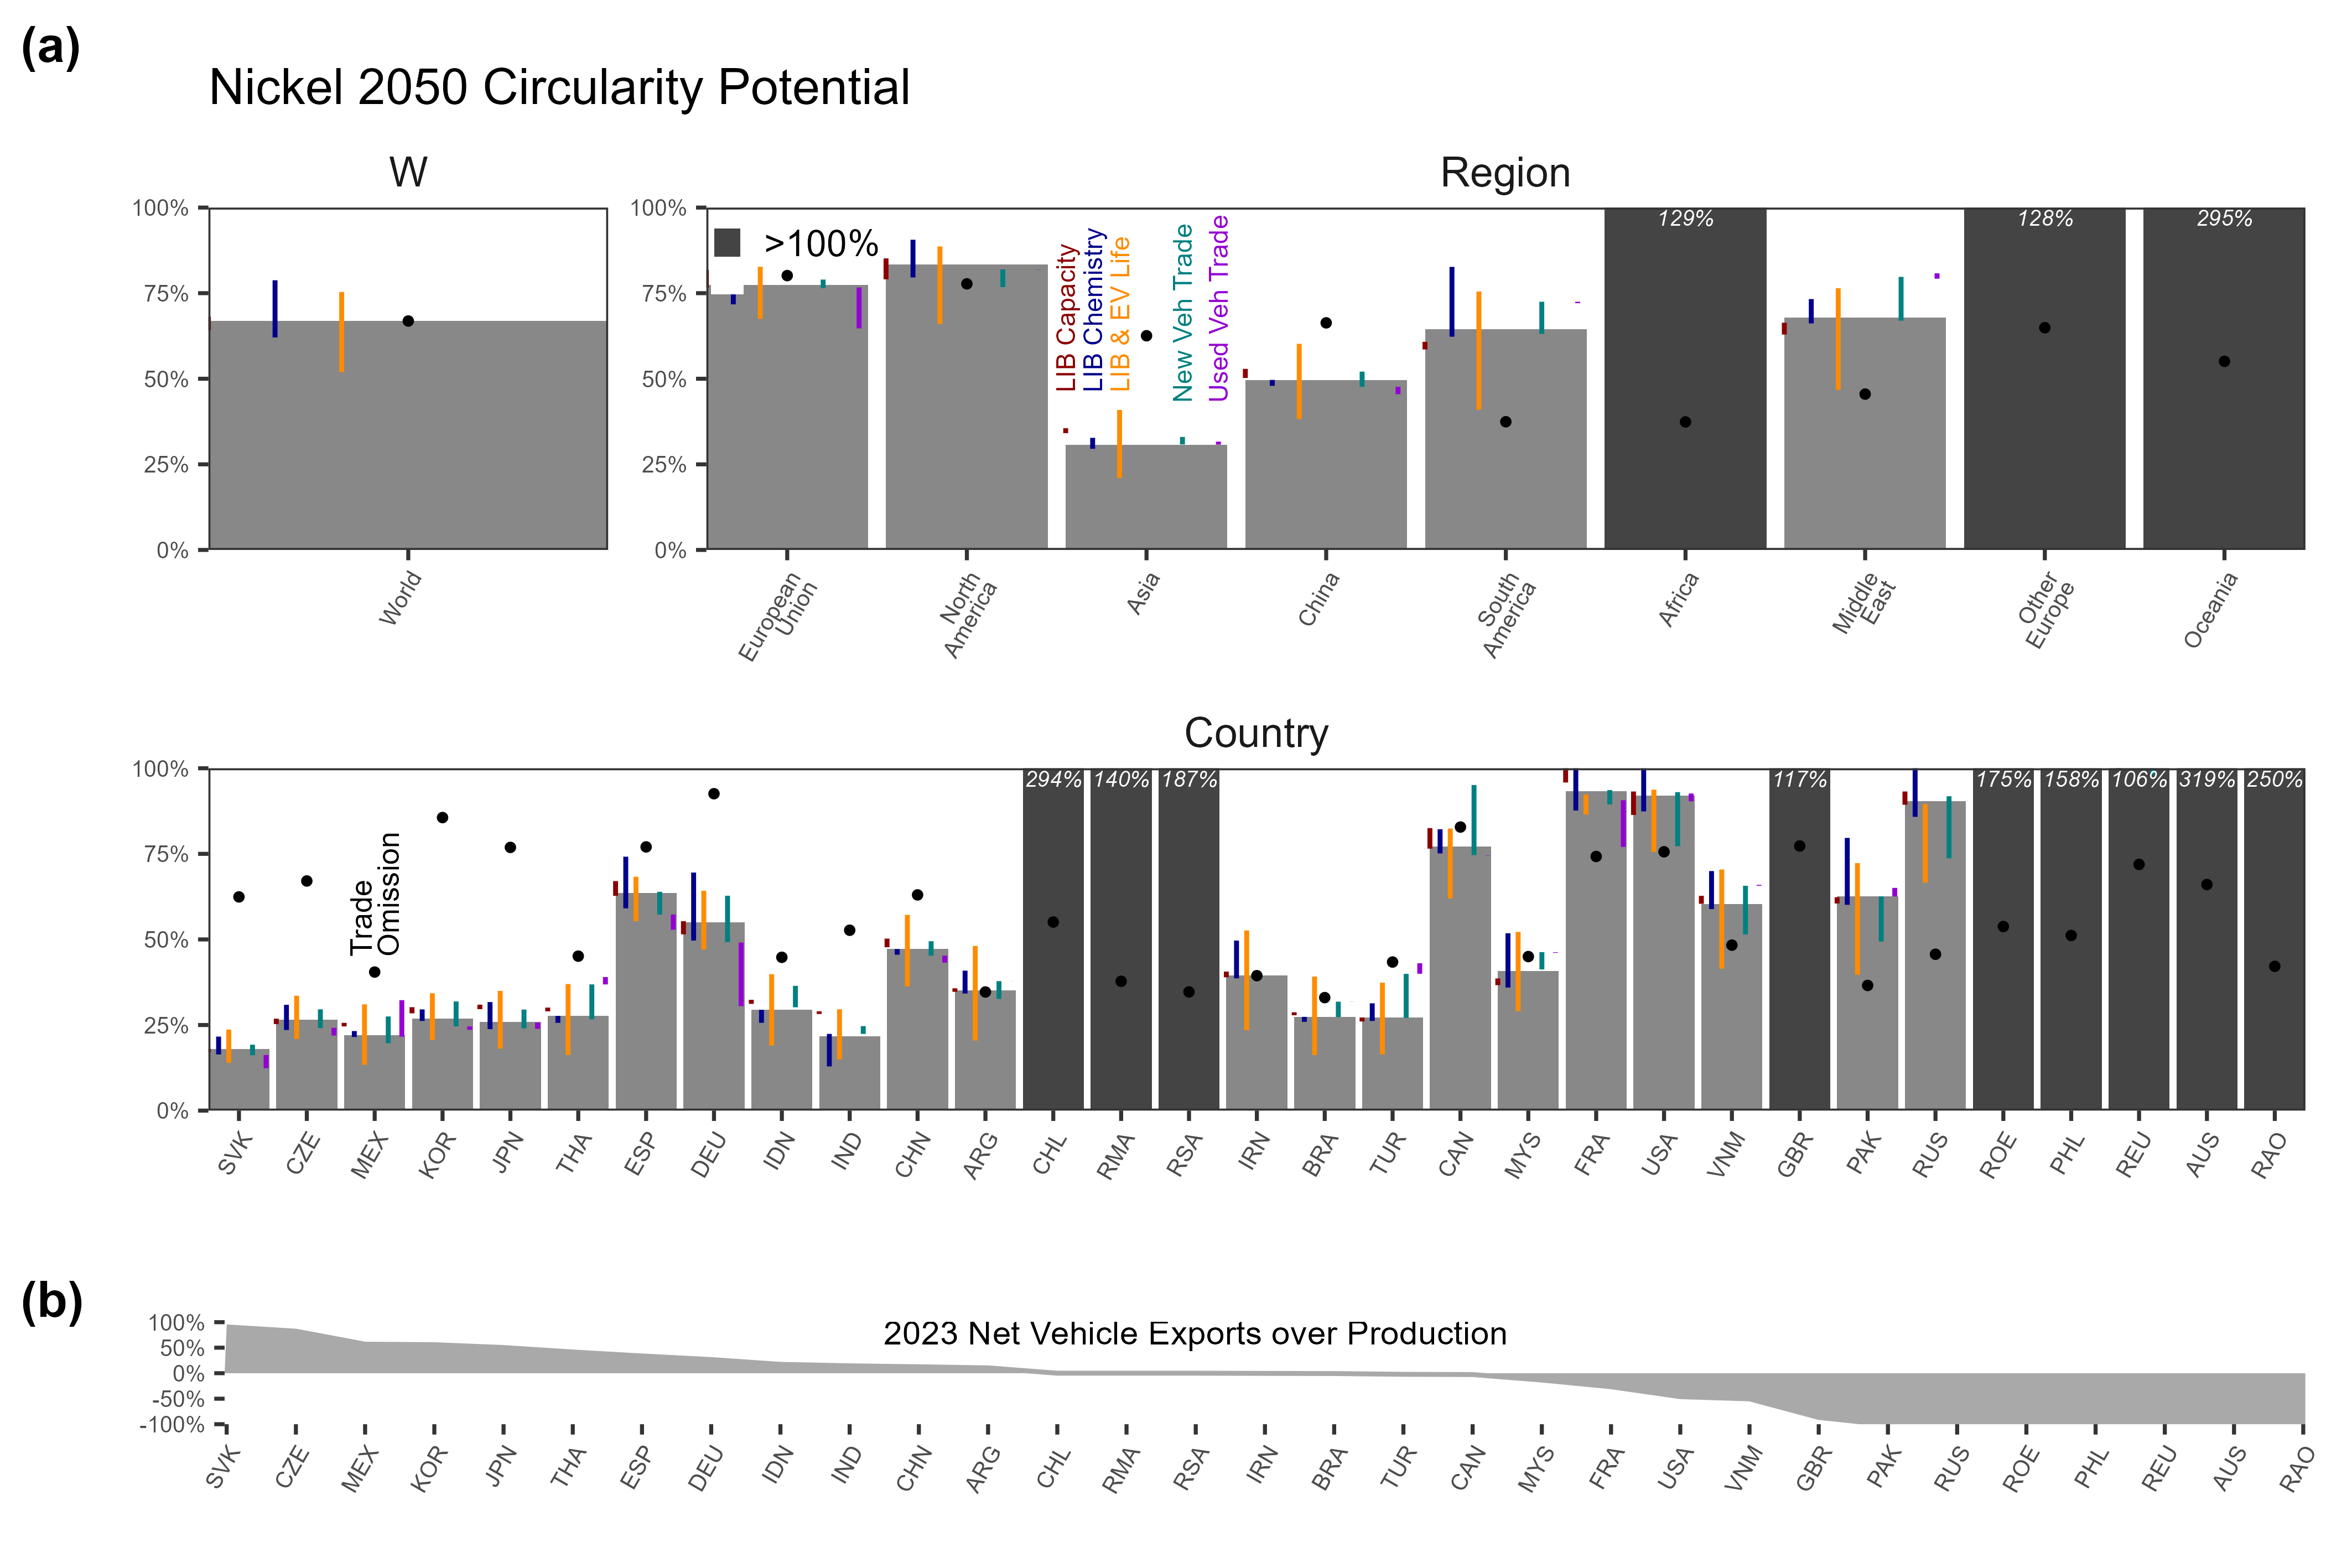 (a)
Nickel 2050 Circularity Potential
W
Region
100%
75%
50%
25%
0%
World
100%
75%
50%
25%
0%
>100%
LIB Capacity
LIB Chemistry
LIB & EV Life
New Veh Trade
Used Veh Trade
129%
128%
295%
European
Union
North
America
Asia
China
South
America
Africa
Middle
East
Other
Europe
Oceania
Country
100%
75%
50%
25%
0%
Trade
Omission
294%
140%
187%
117%
175%
158%
106%
319%
250%
SVK
CZE
MEX
KOR
JPN
THA
ESP
DEU
IDN
IND
CHN
ARG
CHL
RMA
RSA
IRN
BRA
TUR
CAN
MYS
FRA
USA
VNM
GBR
PAK
RUS
ROE
PHL
REU
AUS
RAO
(b)
2023 Net Vehicle Exports over Production
100%
50%
0%
-50%
-100%
SVK
CZE
MEX
KOR
JPN
THA
ESP
DEU
IDN
IND
CHN
ARG
CHL
RMA
RSA
IRN
BRA
TUR
CAN
MYS
FRA
USA
VNM
GBR
PAK
RUS
ROE
PHL
REU
AUS
RAO